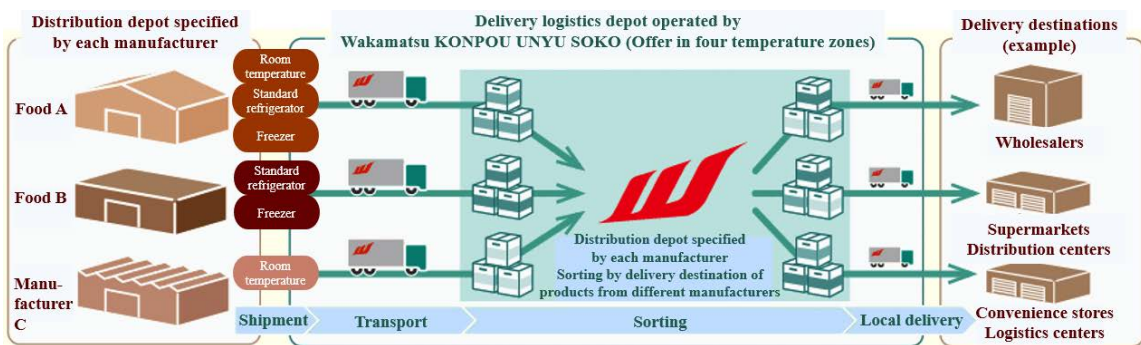 Distribution depot specified
by each manufacturer
Delivery logistics depot operated by
Wakamatsu KONPOU UNYU SOKO (Offer in four temperature zones)
Delivery destinations
(example)
Food A
Room
temperature
Standard
refrigerator
Freezer
Wholesalers
Food B
Standard
refrigerator
Freezer
Supermarkets
Distribution centers
Manu-
facturer
C
Room
temperature
Distribution depot specified
by each manufacturer
Sorting by delivery destination of
products from different manufacturers
Convenience stores
Logistics centers
Shipment
Transport
Sorting
Local delivery